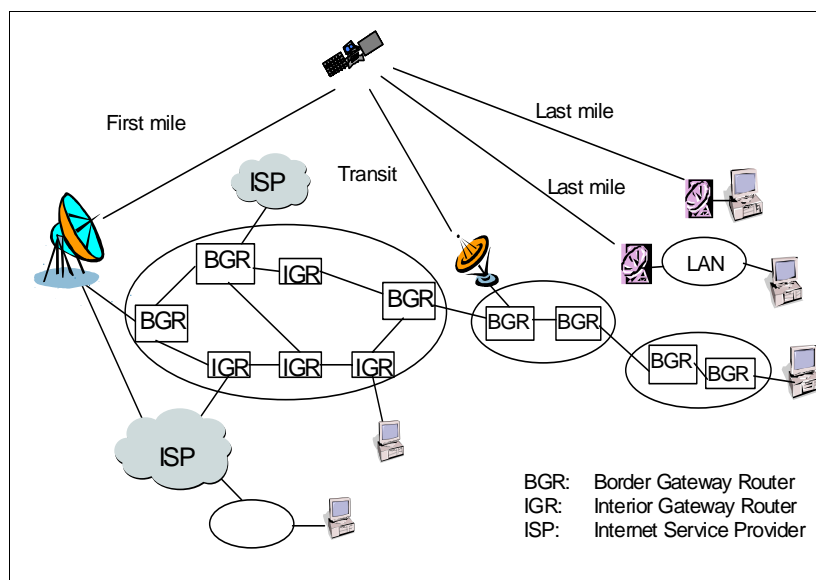 First mile
Last mile
Transit
Last mile
ISP
BGR
IGR
BGR
BGR
IGR
IGR
IGR
BGR
BGR
LAN
BGR
BGR
ISP
BGR: Border Gateway Router
IGR: Interior Gateway Router
ISP: Internet Service Provider